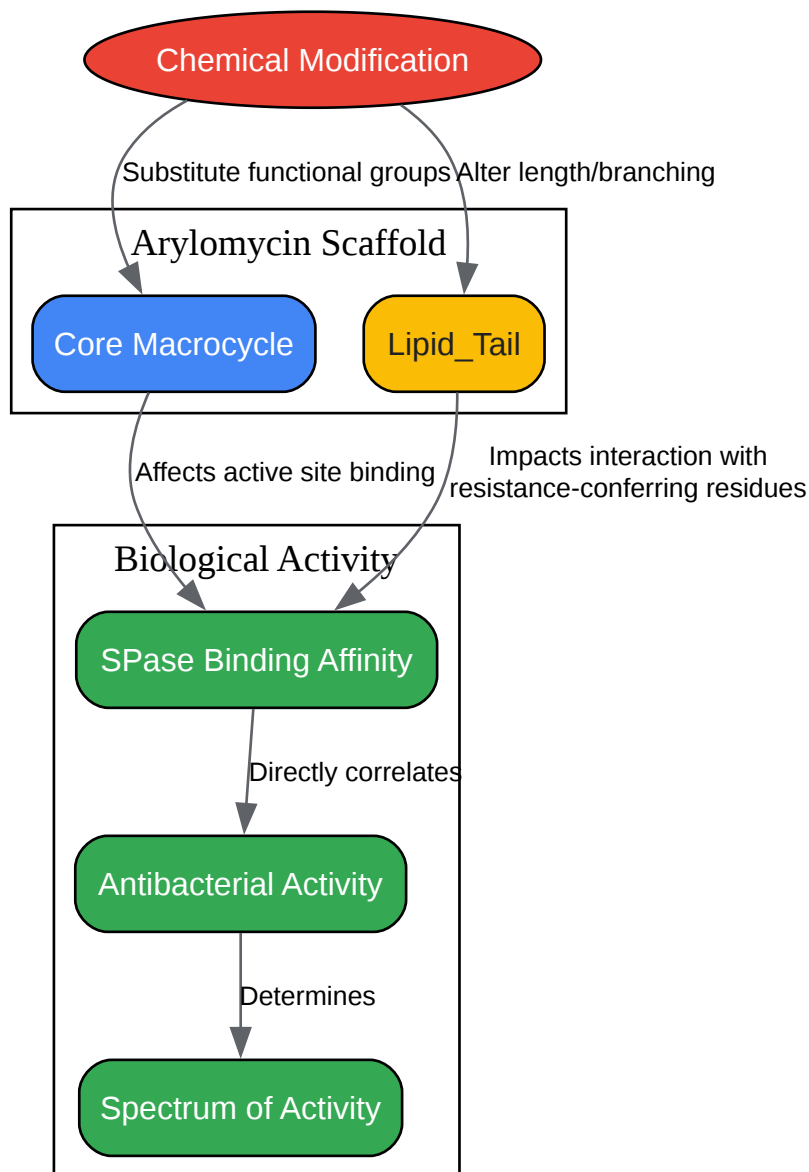 Chemical Modification
Substitute functional groups
Alter length/branching
Arylomycin Scaffold
Core Macrocycle
Lipid_Tail
Affects active site binding
Impacts interaction with
resistance-conferring residues
Biological Activity
SPase Binding Affinity
Directly correlates
Antibacterial Activity
Determines
Spectrum of Activity